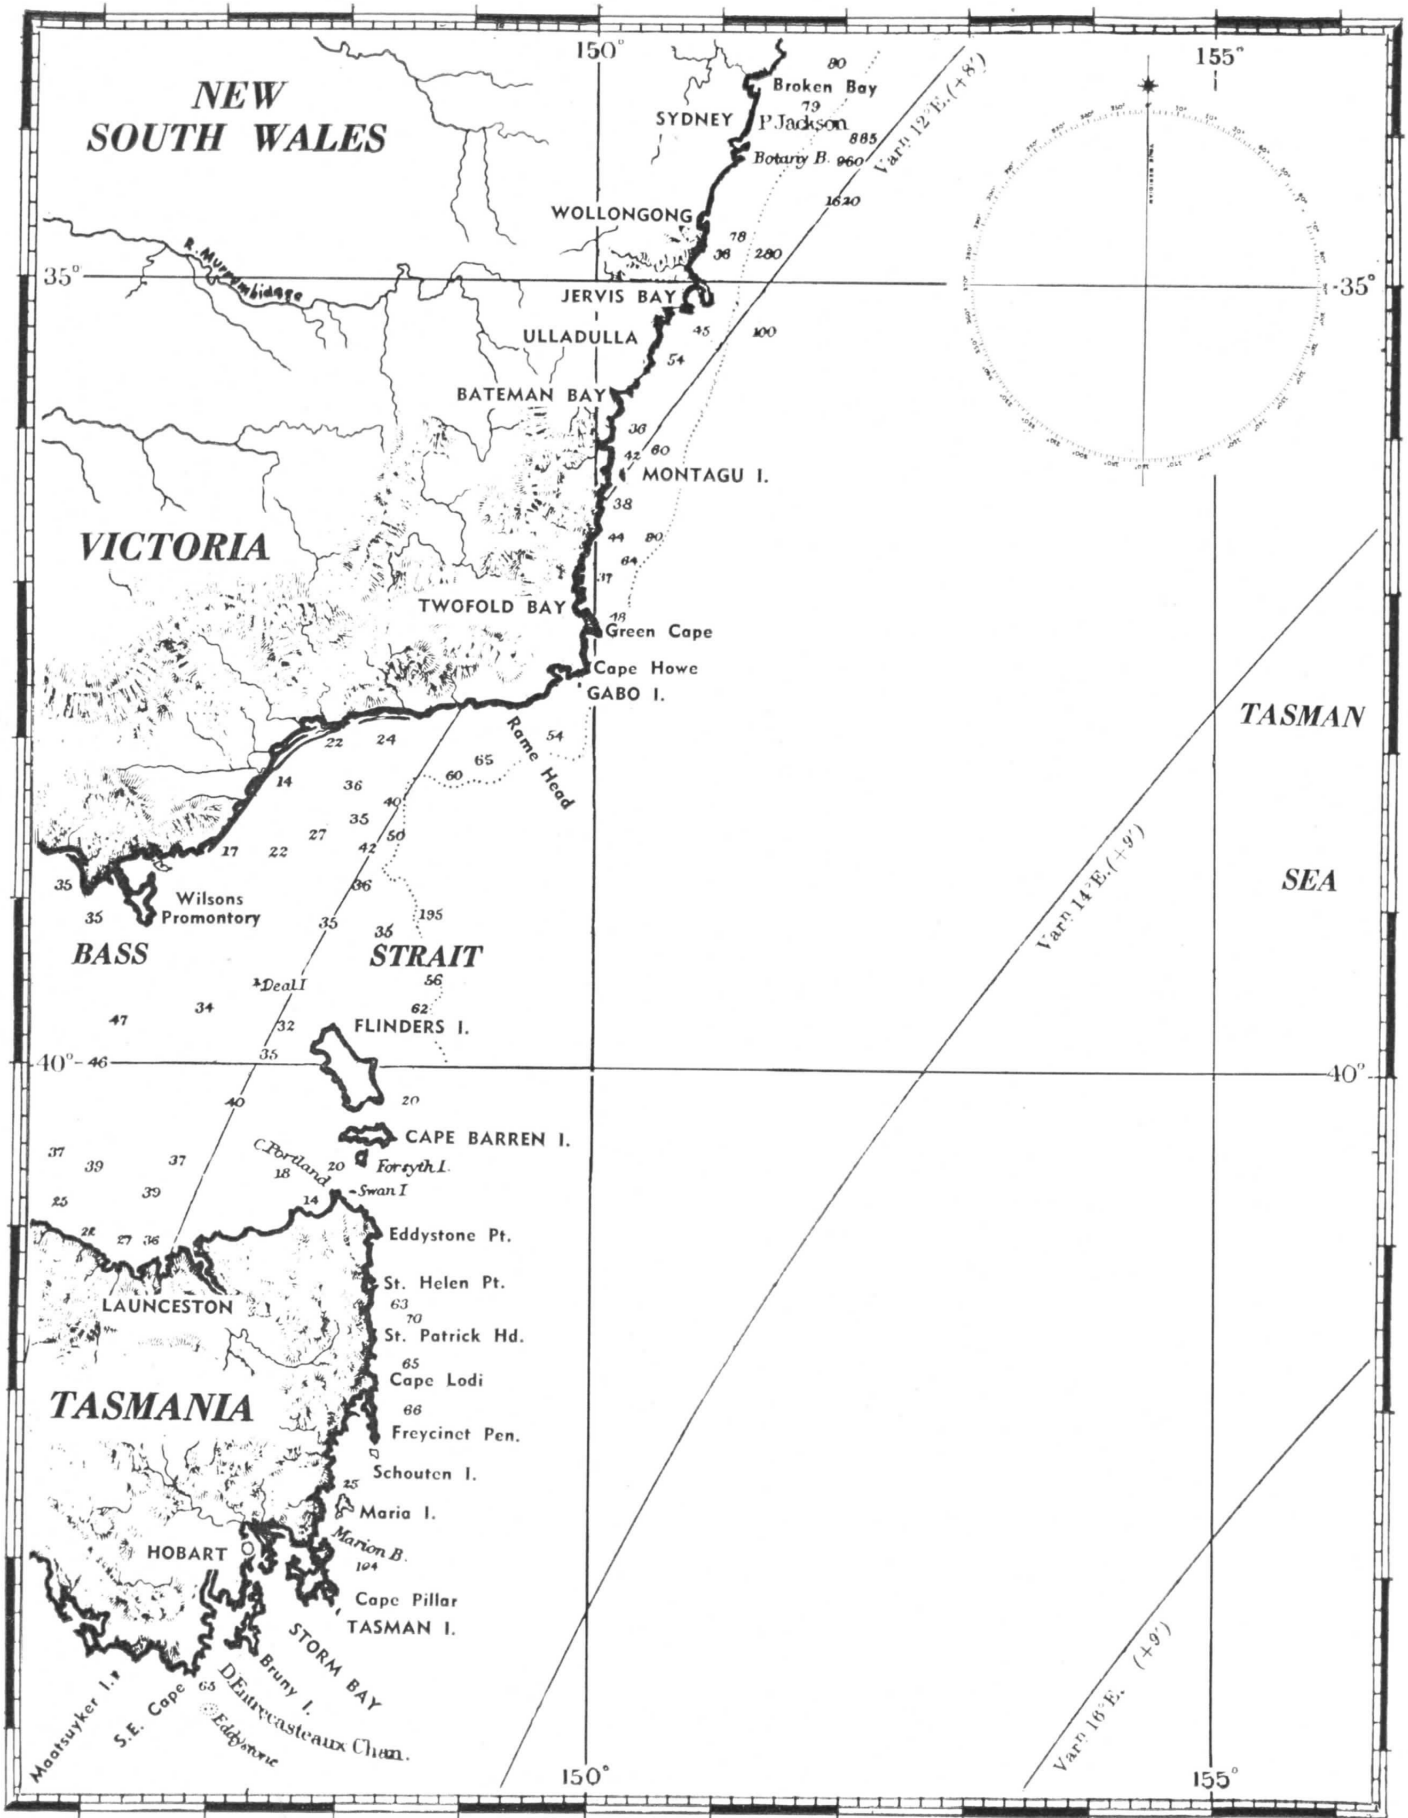 150°
155°
NEW
SOUTH WALES
80
Broken Bay
79
SYDNEY
P. Jackson
885
Botany B. 960
Varⁿ 12°E. (+8')
1620
TRUE MERIDIAN
WOLLONGONG
78
36
280
R. Murrumbidgee
35°
35°
JERVIS BAY
ULLADULLA
45
100
54
BATEMAN BAY
36
42
60
MONTAGU I.
38
VICTORIA
44
90
64
37
TWOFOLD BAY
48
Green Cape
Cape Howe
GABO I.
TASMAN
SEA
Rame Head
54
22
24
65
60
14
36
40
35
27
50
42
17
22
36
35
Wilsons
Promontory
35
195
35
35
BASS
STRAIT
Deal I
56
34
62
47
32
FLINDERS I.
35
40°
46
40°
40
20
Varⁿ 14°E. (+9')
CAPE BARREN I.
37
39
37
C. Portland
18
20
Forsyth I.
39
25
14
Swan I
28
27
36
Eddystone Pt.
St. Helen Pt.
LAUNCESTON
63
70
St. Patrick Hd.
65
Cape Lodi
TASMANIA
66
Freycinet Pen.
Schouten I.
25
Maria I.
Marion B.
HOBART
104
Cape Pillar
TASMAN I.
STORM BAY
Bruny I.
D'Entrecasteaux Chan.
65
Eddystone
S.E. Cape
Maatsuyker I.
Varⁿ 16°E. (+9')
150°
155°